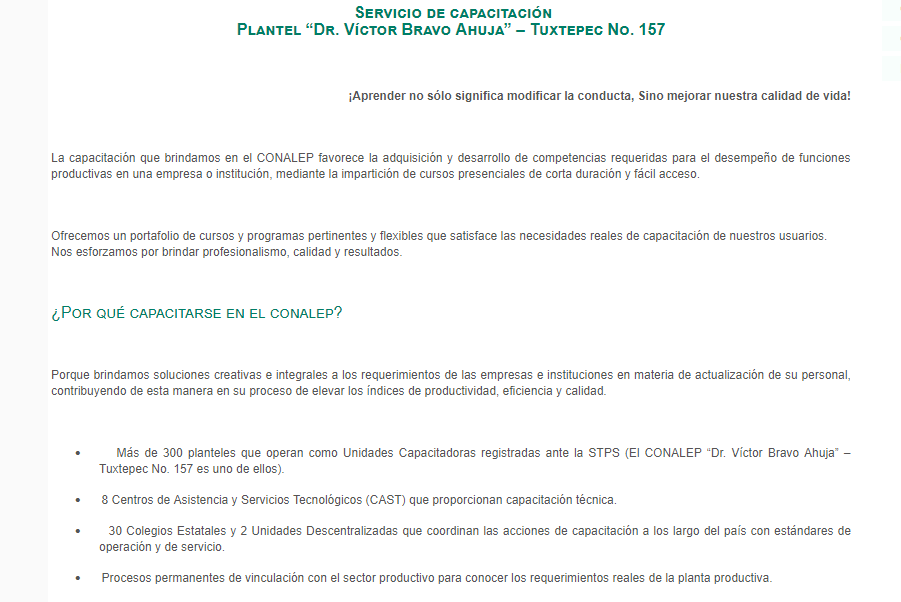 Servicio de capacitación
Plantel “Dr. Víctor Bravo Ahuja” – Tuxtepec No. 157
¡Aprender no sólo significa modificar la conducta, Sino mejorar nuestra calidad de vida!
La capacitación que brindamos en el CONALEP favorece la adquisición y desarrollo de competencias requeridas para el desempeño de funciones
productivas en una empresa o institución, mediante la impartición de cursos presenciales de corta duración y fácil acceso.
Ofrecemos un portafolio de cursos y programas pertinentes y flexibles que satisface las necesidades reales de capacitación de nuestros usuarios.
Nos esforzamos por brindar profesionalismo, calidad y resultados.
¿Por qué capacitarse en el conalep?
Porque brindamos soluciones creativas e integrales a los requerimientos de las empresas e instituciones en materia de actualización de su personal,
contribuyendo de esta manera en su proceso de elevar los índices de productividad, eficiencia y calidad.
• Más de 300 planteles que operan como Unidades Capacitadoras registradas ante la STPS (El CONALEP “Dr. Víctor Bravo Ahuja” –
Tuxtepec No. 157 es uno de ellos).
• 8 Centros de Asistencia y Servicios Tecnológicos (CAST) que proporcionan capacitación técnica.
• 30 Colegios Estatales y 2 Unidades Descentralizadas que coordinan las acciones de capacitación a los largo del país con estándares de
operación y de servicio.
• Procesos permanentes de vinculación con el sector productivo para conocer los requerimientos reales de la planta productiva.